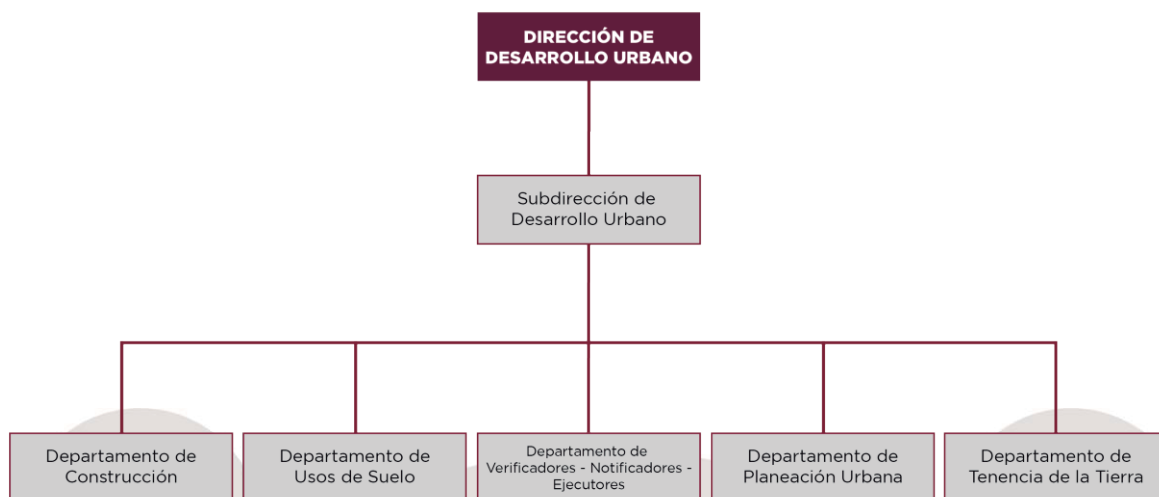 DIRECCIÓN DE
DESARROLLO URBANO
Subdirección de
Desarrollo Urbano
Departamento de
Construcción
Departamento de
Usos de Suelo
Departamento de
Verificadores - Notificadores -
Ejecutores
Departamento de
Planeación Urbana
Departamento de
Tenencia de la Tierra